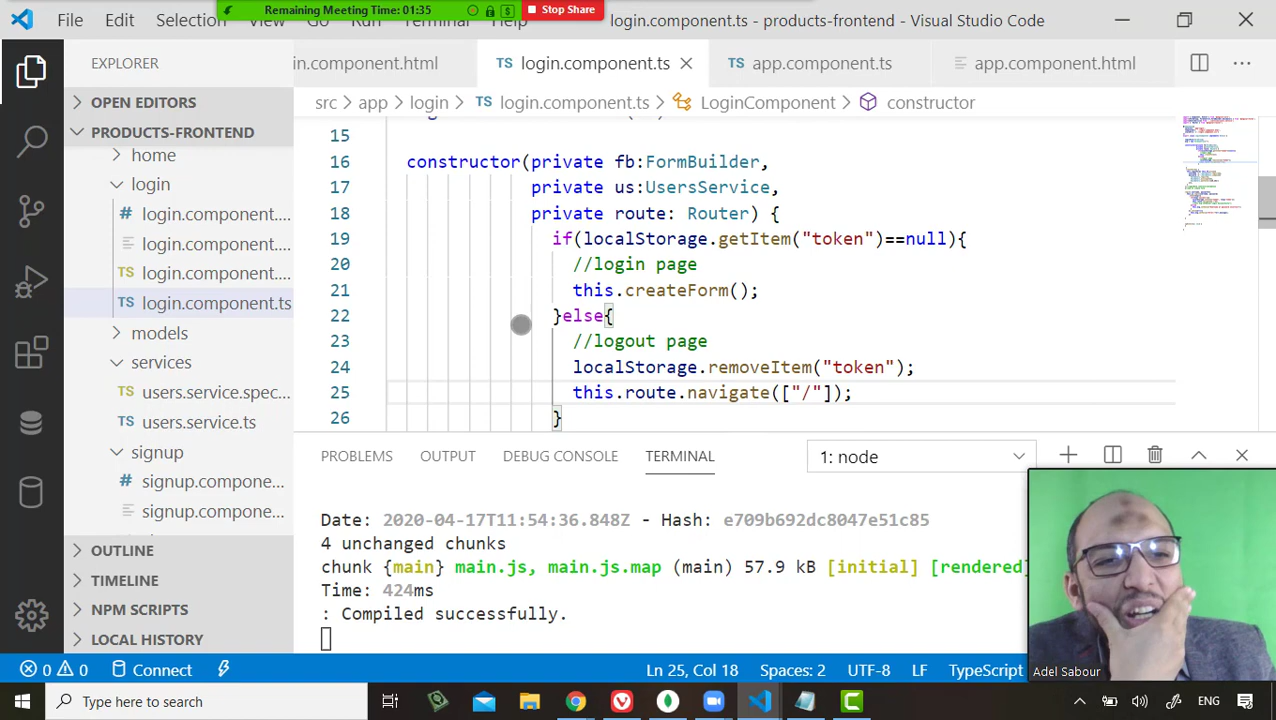 File Edit Selection View Go Run Terminal Help
Remaining Meeting Time: 01:35
Stop Share
login.component.ts - products-frontend - Visual Studio Code
EXPLORER
in.component.html
TS login.component.ts
TS app.component.ts
app.component.html
OPEN EDITORS
src > app > login > TS login.component.ts > LoginComponent > constructor
PRODUCTS-FRONTEND
home
login
# login.component....
login.component....
TS login.component....
TS login.component.ts
models
services
users.service.spec...
TS users.service.ts
signup
# signup.compone...
signup.compone...
OUTLINE
TIMELINE
NPM SCRIPTS
LOCAL HISTORY
15
16 constructor(private fb:FormBuilder,
17 private us:UsersService,
18 private route: Router) {
19 if(localStorage.getItem("token")==null){
20 //login page
21 this.createForm();
22 }else{
23 //logout page
24 localStorage.removeItem("token");
25 this.route.navigate(["/"]);
26 }
PROBLEMS OUTPUT DEBUG CONSOLE TERMINAL 1: node
Date: 2020-04-17T11:54:36.848Z - Hash: e709b692dc8047e51c85
4 unchanged chunks
chunk {main} main.js, main.js.map (main) 57.9 kB [initial] [rendered]
Time: 424ms
: Compiled successfully.
Adel Sabour
0 0 Connect
Ln 25, Col 18 Spaces: 2 UTF-8 LF TypeScript
Type here to search
ENG